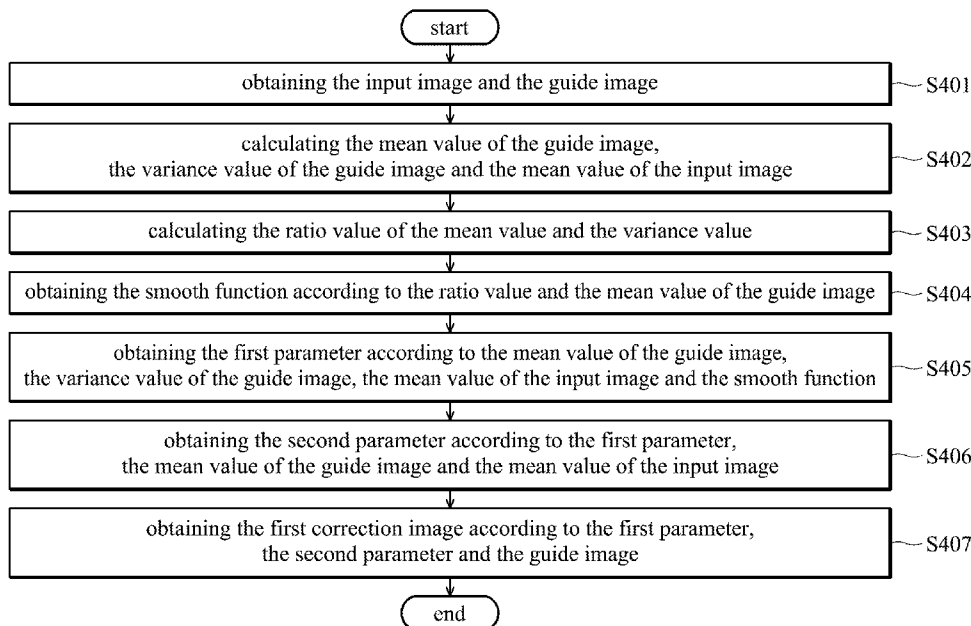 start
obtaining the input image and the guide image
S401
calculating the mean value of the guide image,
the variance value of the guide image and the mean value of the input image
S402
calculating the ratio value of the mean value and the variance value
S403
obtaining the smooth function according to the ratio value and the mean value of the guide image
S404
obtaining the first parameter according to the mean value of the guide image,
the variance value of the guide image, the mean value of the input image and the smooth function
S405
obtaining the second parameter according to the first parameter,
the mean value of the guide image and the mean value of the input image
S406
obtaining the first correction image according to the first parameter,
the second parameter and the guide image
S407
end